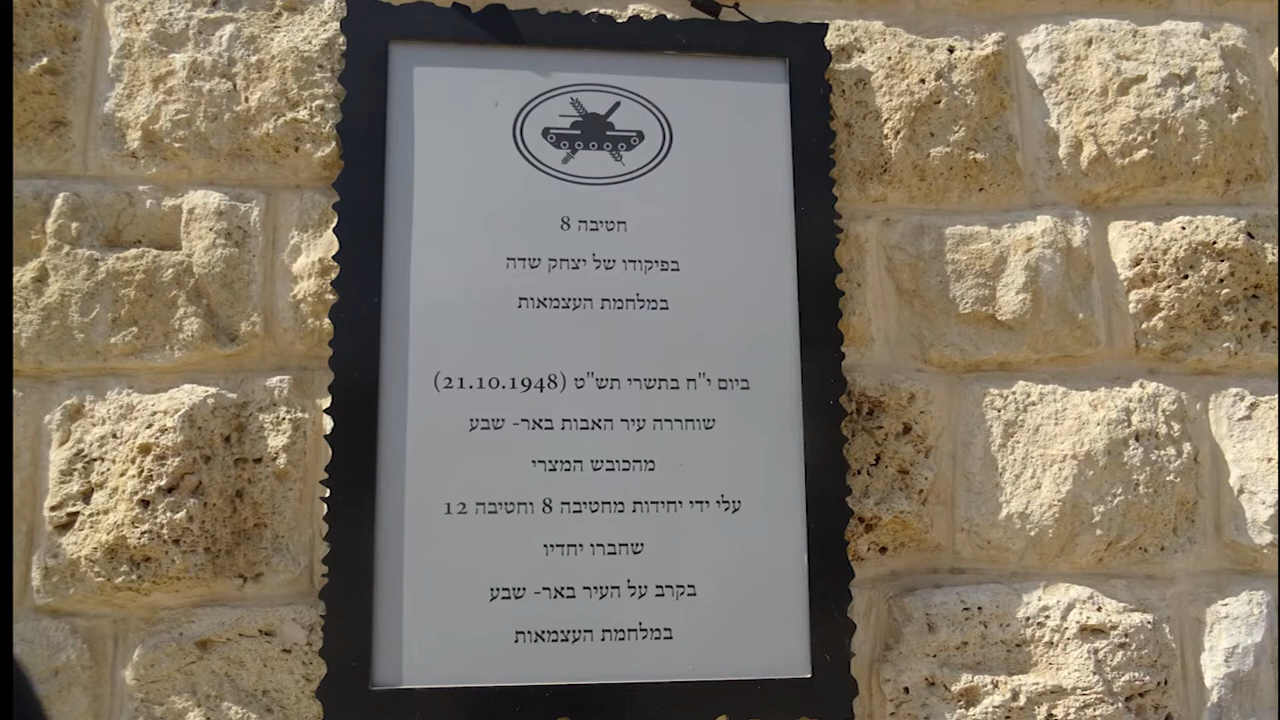 חטיבה 8
בפיקודו של יצחק שדה
במלחמת העצמאות
ביום י"ח בתשרי תש"ט (21.10.1948)
שוחררה עיר האבות באר- שבע
מהכובש המצרי
עלי ידי יחידות מחטיבה 8 וחטיבה 12
שחברו יחדיו
בקרב על העיר באר- שבע
במלחמת העצמאות